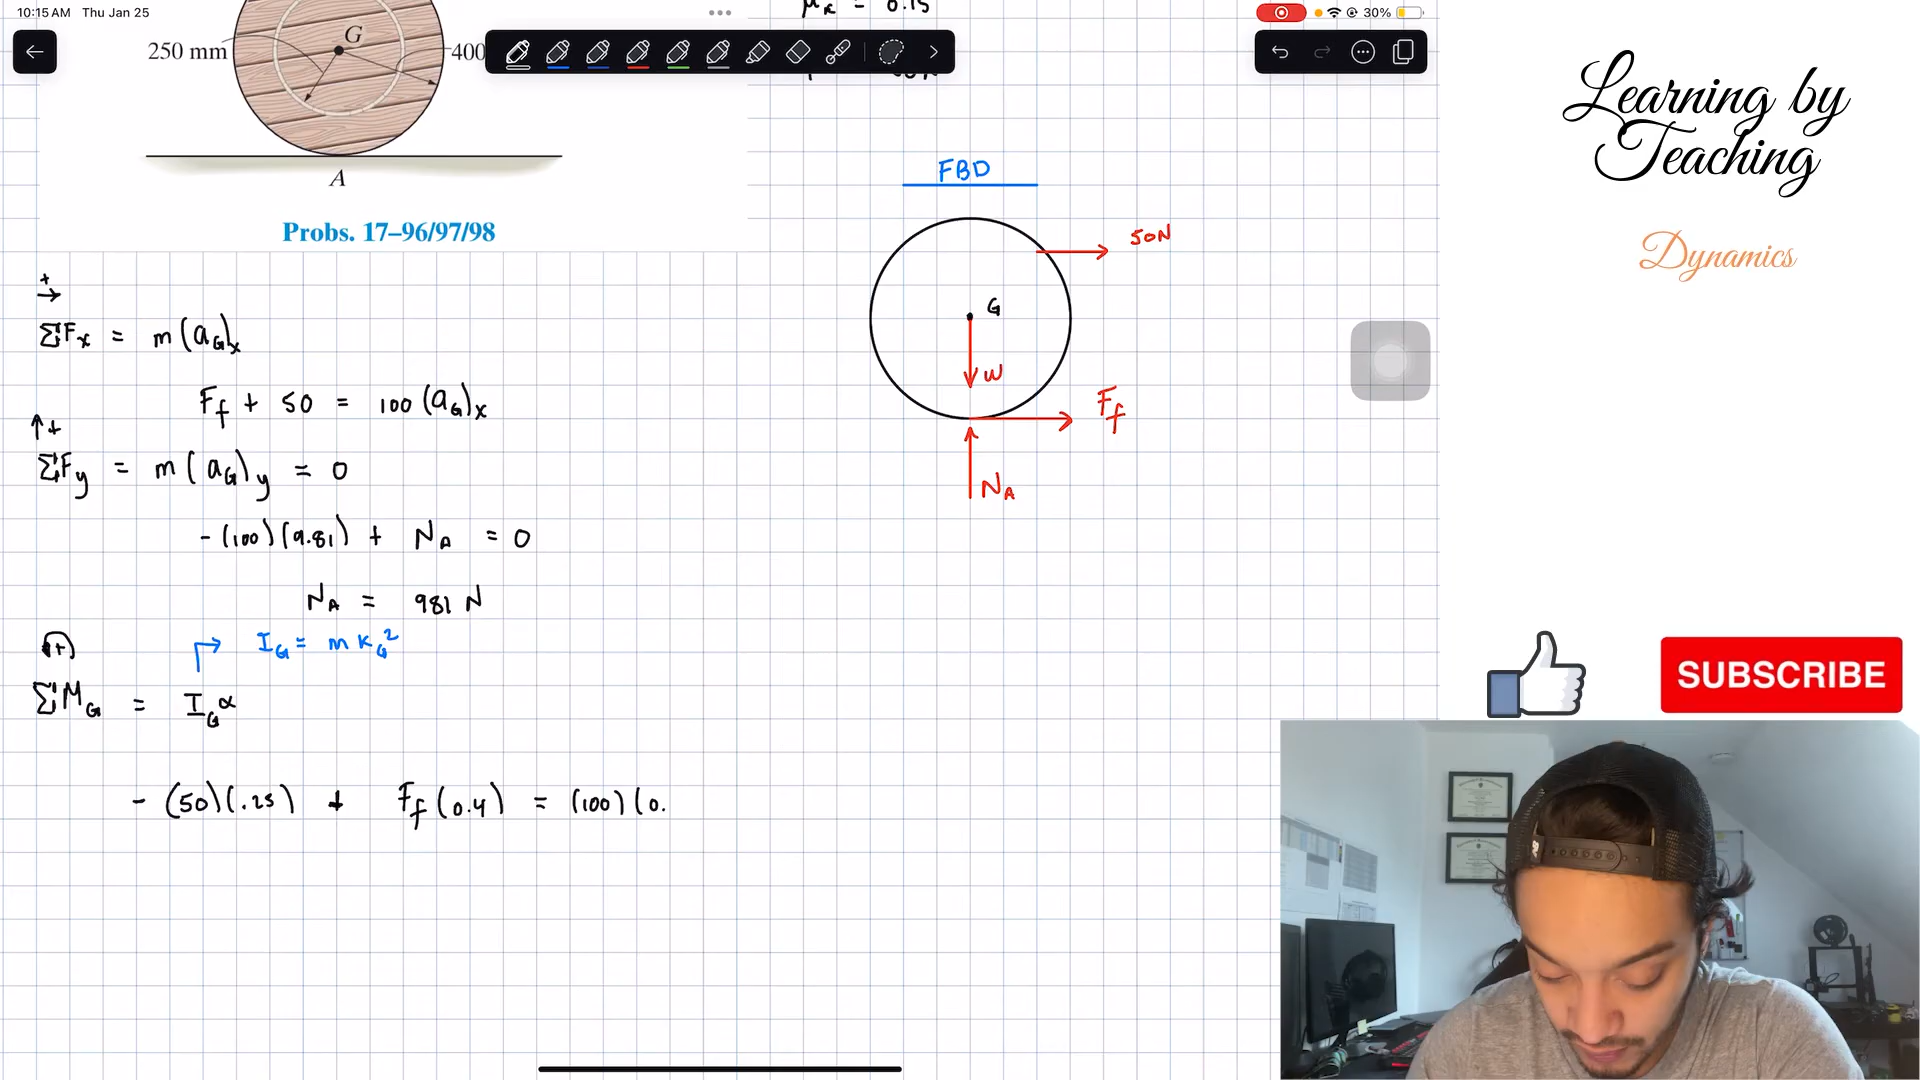 10:15 AM Thu Jan 25
30%
= 0.15
250 mm
G
400
A
Probs. 17–96/97/98
FBD
50N
G
W
Ff
NA
+
→
ΣFx = m(aG)x
Ff + 50 = 100(aG)x
↑+
ΣFy = m(aG)y = 0
-(100)(9.81) + NA = 0
NA = 981 N
(+)
IG = m kG²
ΣMG = IGα
-(50)(.25) + Ff(0.4) = (100)(0.
Learning by
Teaching
Dynamics
SUBSCRIBE